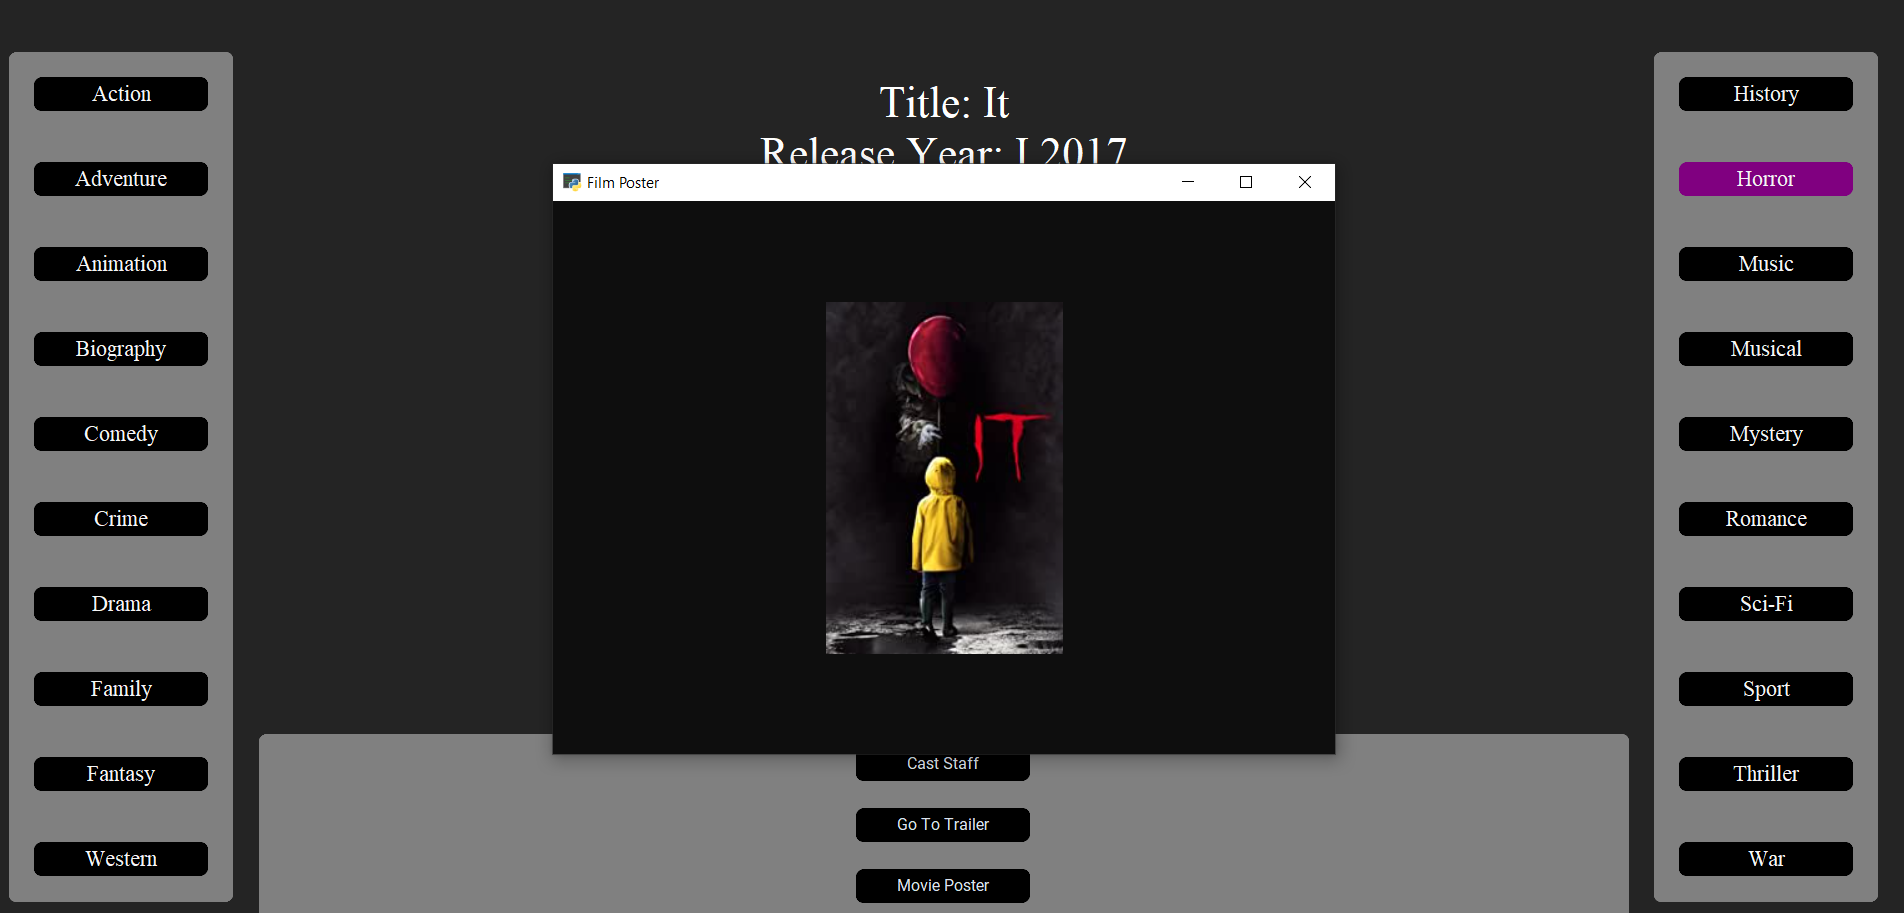 Action
Adventure
Animation
Biography
Comedy
Crime
Drama
Family
Fantasy
Western
Title: It
Release Year: I 2017
Film Poster
IT
Cast Staff
Go To Trailer
Movie Poster
History
Horror
Music
Musical
Mystery
Romance
Sci-Fi
Sport
Thriller
War